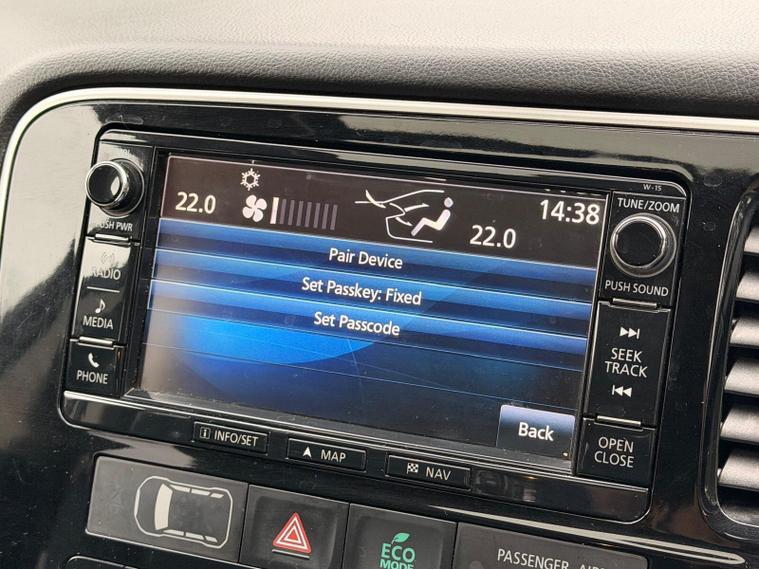 W-15
22.0
14:38
22.0
TUNE/ZOOM
PUSH PWR
PUSH SOUND
Pair Device
Set Passkey: Fixed
Set Passcode
RADIO
MEDIA
PHONE
SEEK
TRACK
Back
OPEN
CLOSE
INFO/SET
MAP
NAV
ECO
MODE
PASSENGER